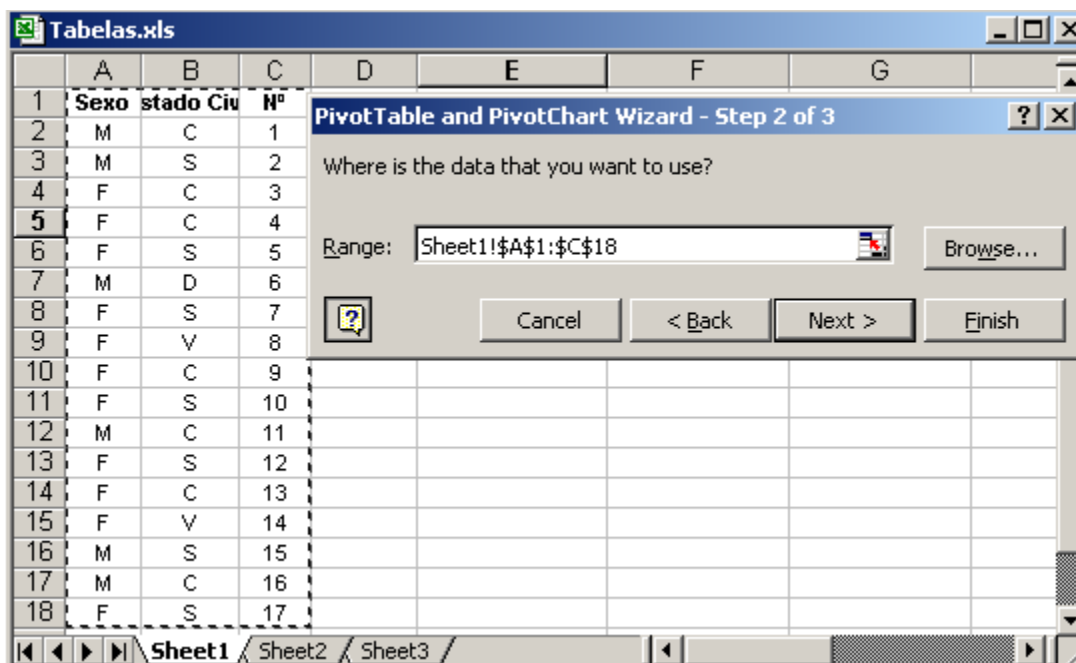 Tabelas.xls
A B C D E F G
1 Sexo stado Civ Nº
2 M C 1
3 M S 2
4 F C 3
5 F C 4
6 F S 5
7 M D 6
8 F S 7
9 F V 8
10 F C 9
11 F S 10
12 M C 11
13 F S 12
14 F C 13
15 F V 14
16 M S 15
17 M C 16
18 F S 17
PivotTable and PivotChart Wizard - Step 2 of 3
Where is the data that you want to use?
Range: Sheet1!$A$1:$C$18 Browse...
Cancel < Back Next > Finish
Sheet1 Sheet2 Sheet3